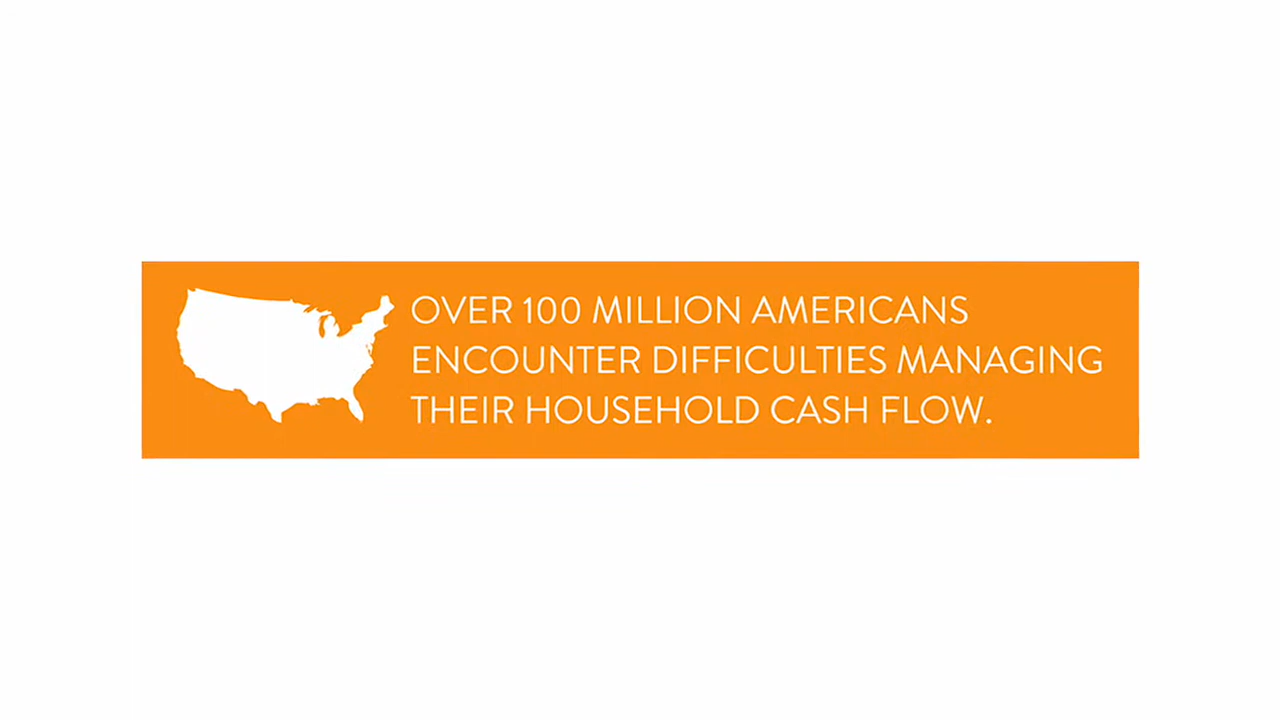 OVER 100 MILLION AMERICANS
ENCOUNTER DIFFICULTIES MANAGING
THEIR HOUSEHOLD CASH FLOW.